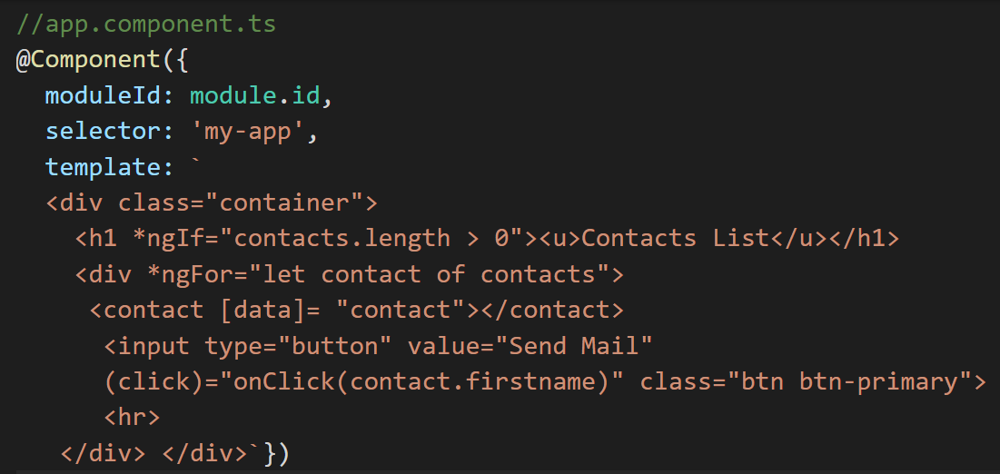 //app.component.ts
@Component({
  moduleId: module.id,
  selector: 'my-app',
  template: `
  <div class="container">
    <h1 *ngIf="contacts.length > 0"><u>Contacts List</u></h1>
    <div *ngFor="let contact of contacts">
     <contact [data]= "contact"></contact>
      <input type="button" value="Send Mail"
      (click)="onClick(contact.firstname)" class="btn btn-primary">
      <hr>
   </div> </div>`})